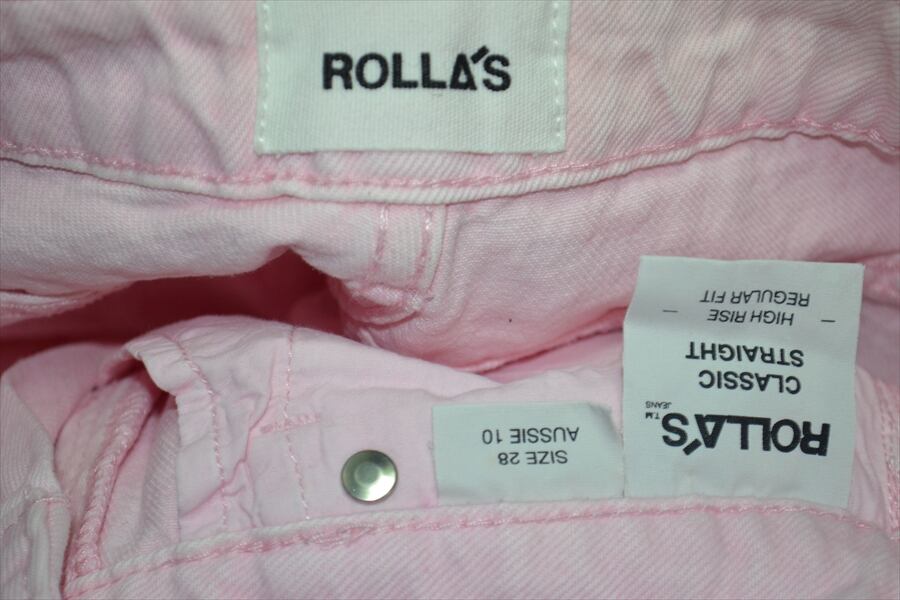 ROLLA'S
ROLLA'S
T.M
JEANS
CLASSIC
STRAIGHT
— HIGH RISE —
REGULAR FIT
SIZE 28
AUSSIE 10